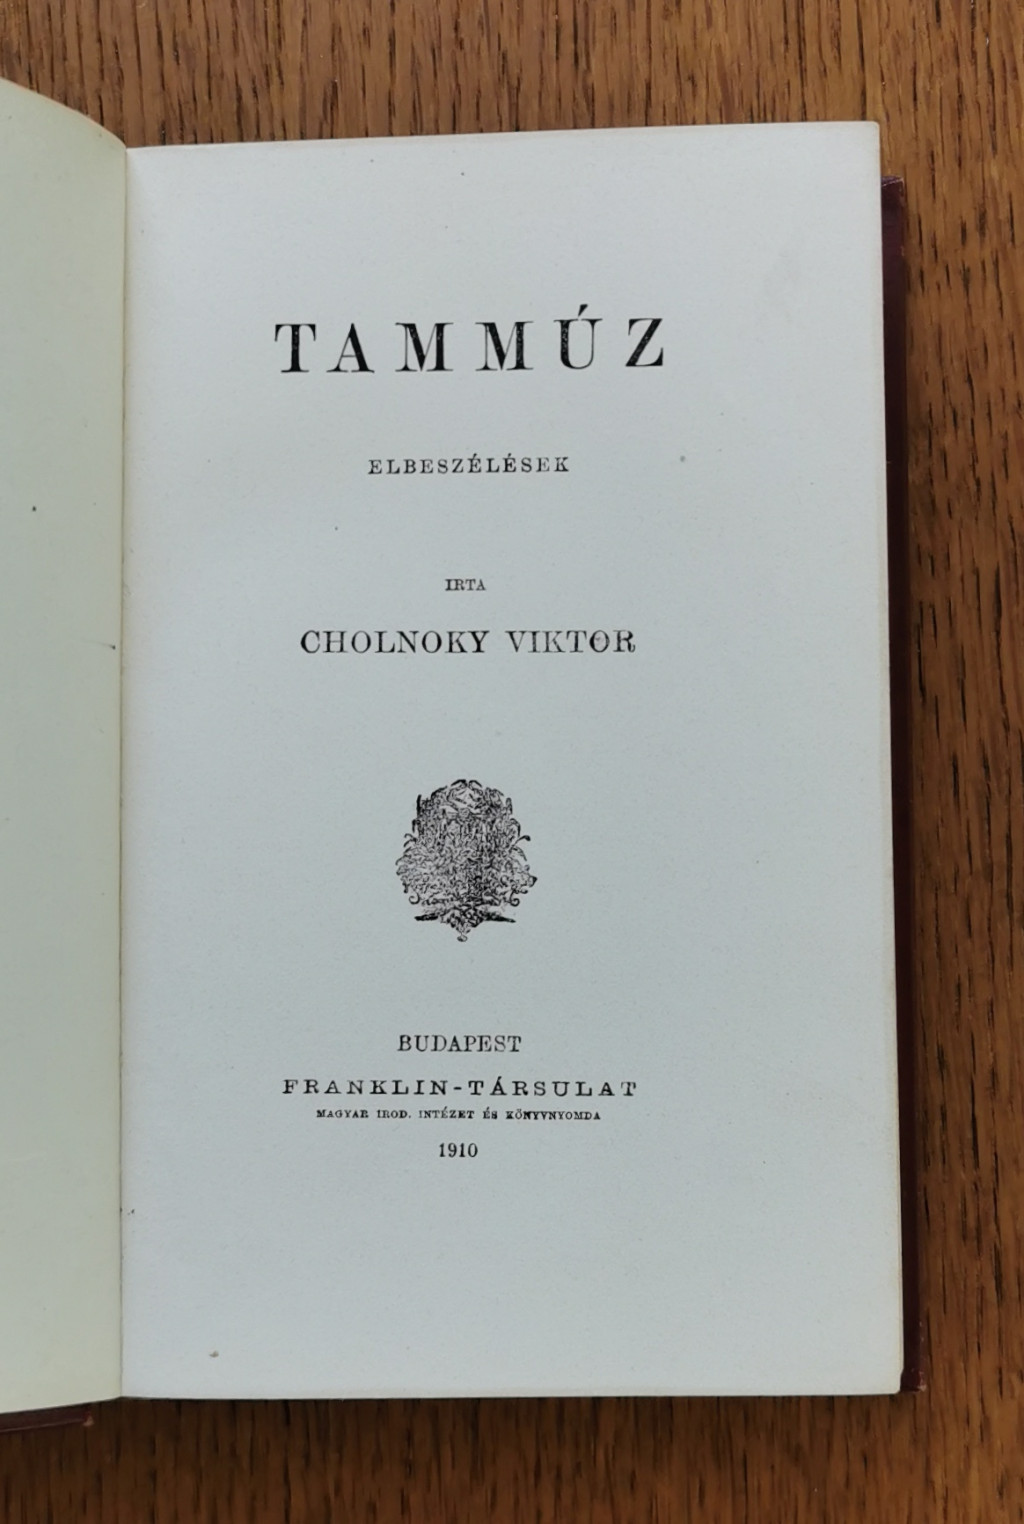 TAMMÚZ
ELBESZÉLÉSEK
IRTA
CHOLNOKY VIKTOR
BUDAPEST
FRANKLIN-TÁRSULAT
MAGYAR IROD. INTÉZET ÉS KÖNYVNYOMDA
1910